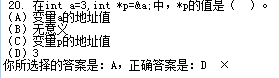 20. 在int a=3,int *p=&a;中,*p的值是（  ）。
(A) 变量a的地址值
(B) 无意义
(C) 变量p的地址值
(D) 3
你所选择的答案是：A，正确答案是：D ×